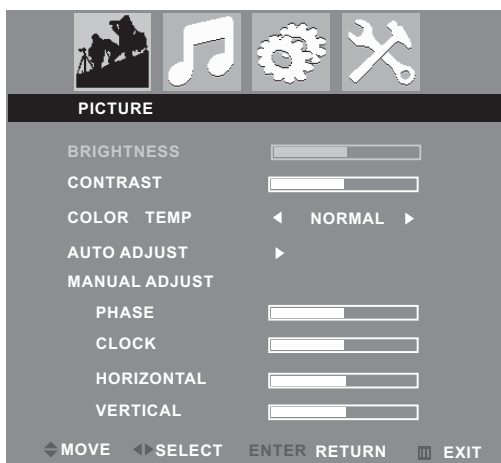 PICTURE
BRIGHTNESS
CONTRAST
COLOR TEMP NORMAL
AUTO ADJUST
MANUAL ADJUST
PHASE
CLOCK
HORIZONTAL
VERTICAL
MOVE SELECT ENTER RETURN EXIT